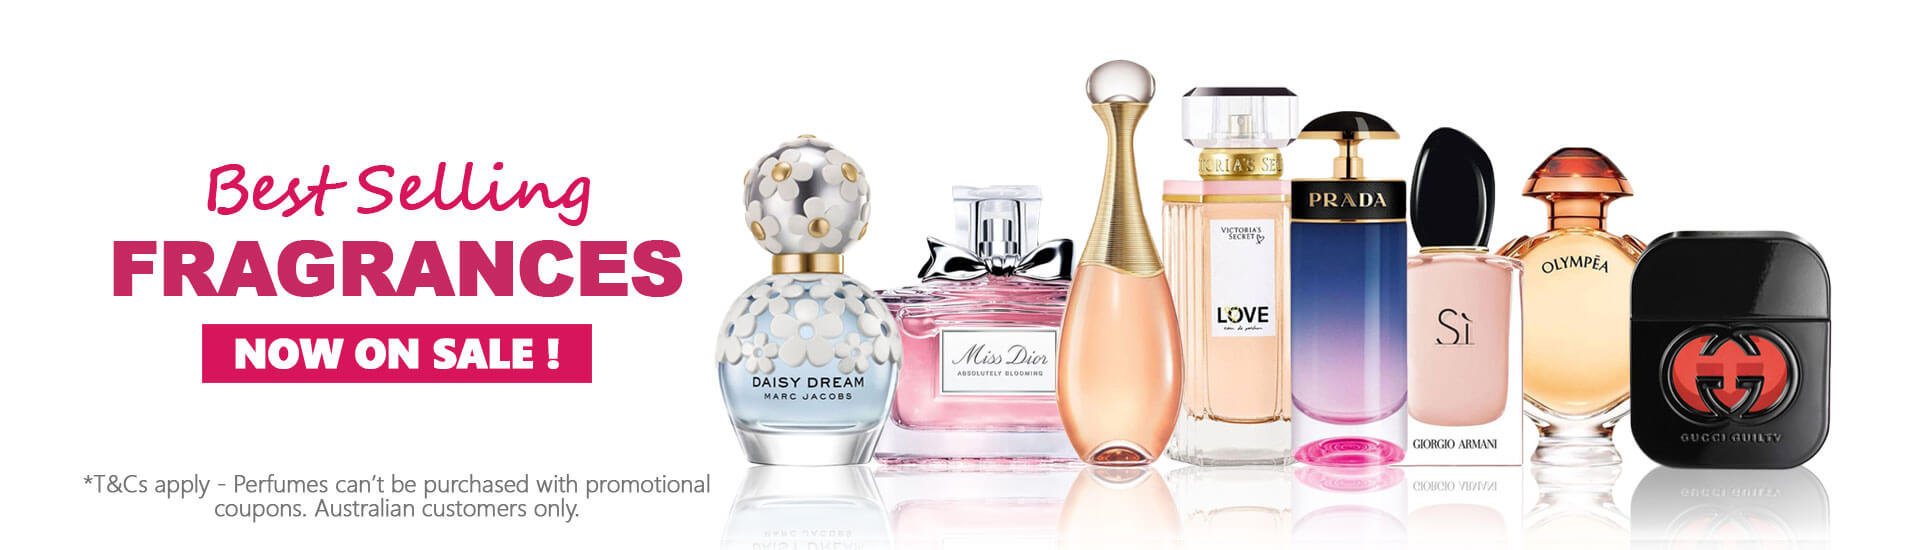 Best Selling
FRAGRANCES
NOW ON SALE !
*T&Cs apply - Perfumes can't be purchased with promotional
coupons. Australian customers only.
DAISY DREAM
MARC JACOBS
Miss Dior
ABSOLUTELY BLOOMING
VICTORIA'S
SECRET
LOVE
eau de parfum
PRADA
Sì
GIORGIO ARMANI
OLYMPĒA
GUCCI GUILTY